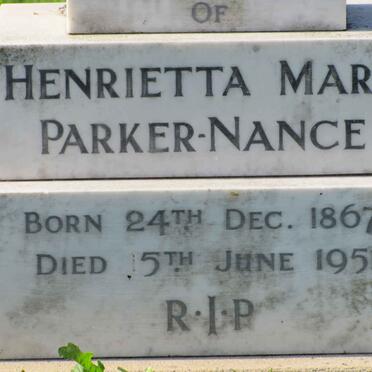 OF
HENRIETTA MAR
PARKER-NANCE
BORN 24TH DEC. 1867
DIED 5TH JUNE 195
R·I·P